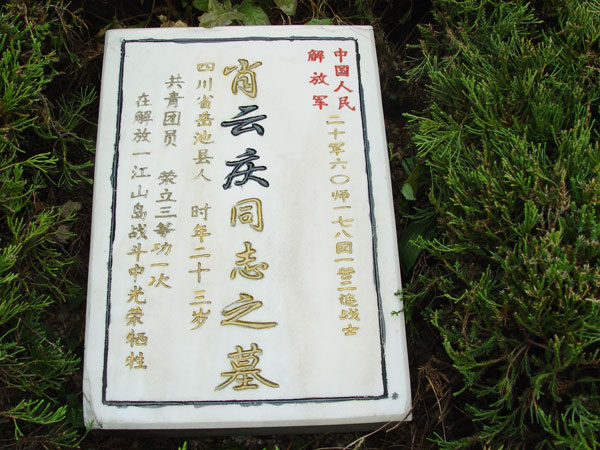 中国人民
解放军
二十军六〇师一七八团一营二连战士
肖云庆同志之墓
四川省岳池县人 时年二十三岁
共青团员 荣立三等功一次
在解放一江山岛战斗中光荣牺牲